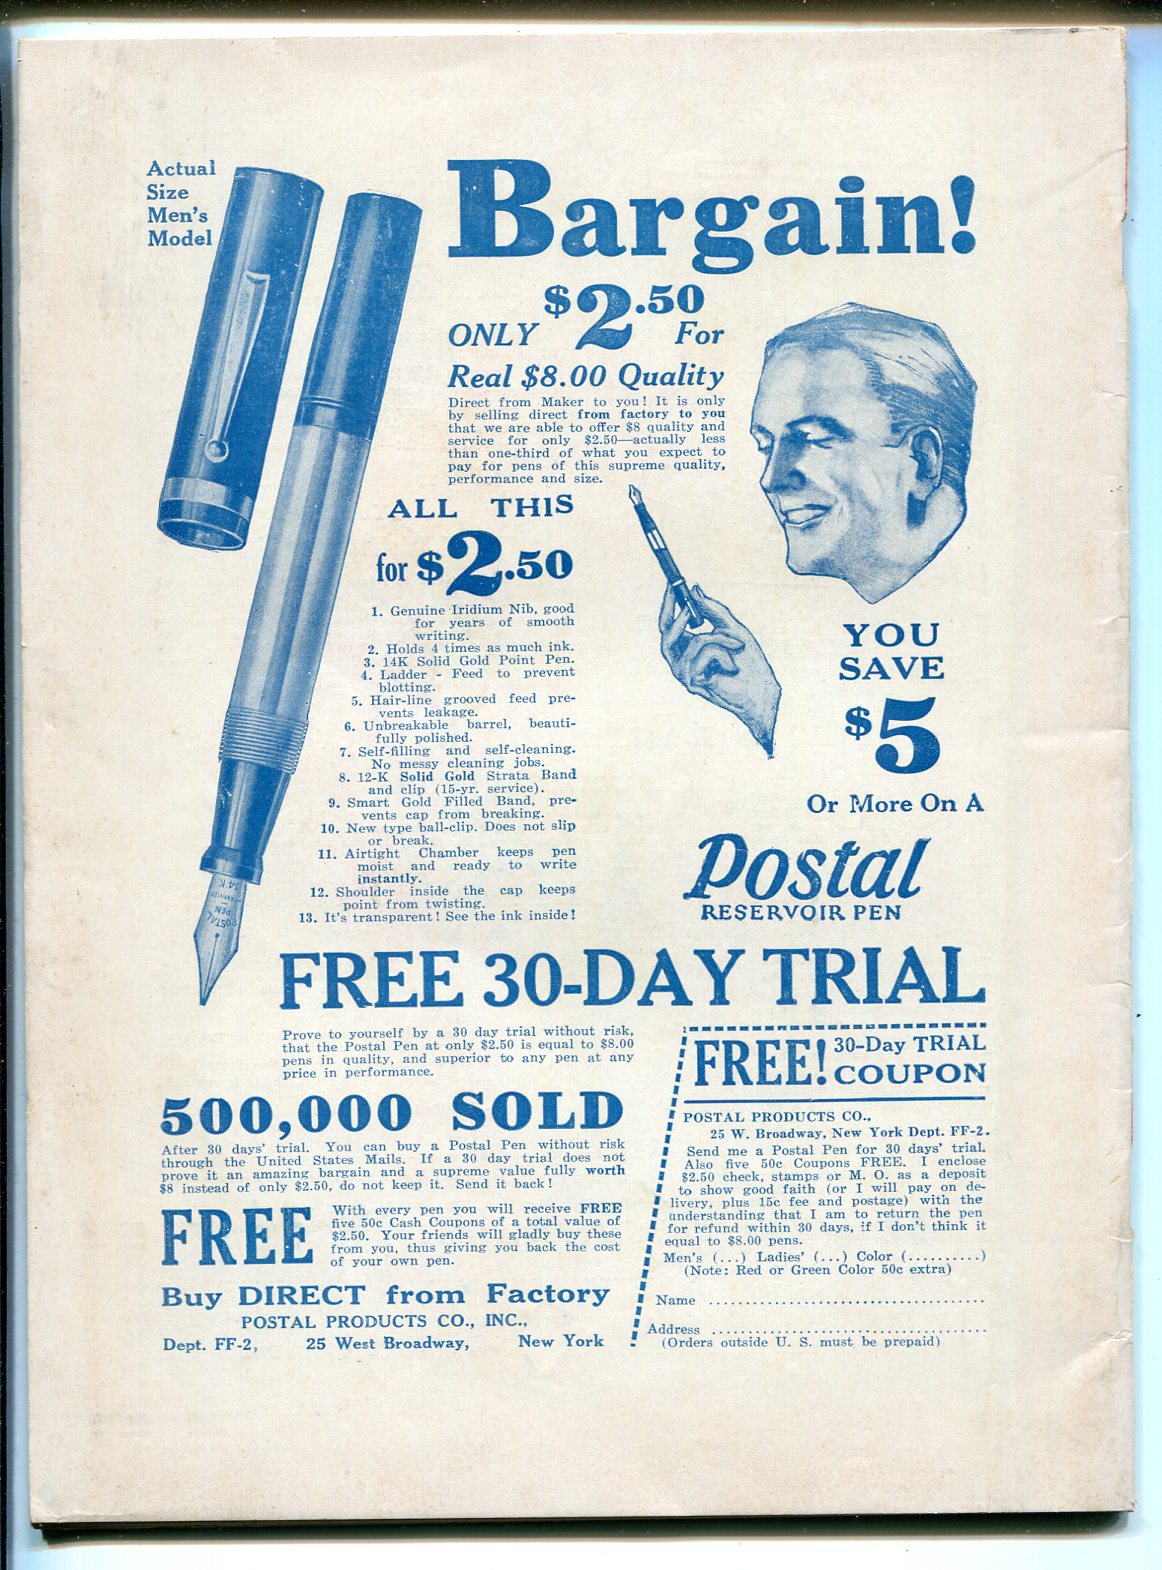 Actual
Size
Men's
Model
Bargain!
ONLY $2.50 For
Real $8.00 Quality
Direct from Maker to you! It is only
by selling direct from factory to you
that we are able to offer $8 quality and
service for only $2.50—actually less
than one-third of what you expect to
pay for pens of this supreme quality,
performance and size.
ALL THIS
for $2.50
1. Genuine Iridium Nib, good
for years of smooth
writing.
2. Holds 4 times as much ink.
3. 14K Solid Gold Point Pen.
4. Ladder - Feed to prevent
blotting.
5. Hair-line grooved feed pre-
vents leakage.
6. Unbreakable barrel, beauti-
fully polished.
7. Self-filling and self-cleaning.
No messy cleaning jobs.
8. 12-K Solid Gold Strata Band
and clip (15-yr. service).
9. Smart Gold Filled Band, pre-
vents cap from breaking.
10. New type ball-clip. Does not slip
or break.
11. Airtight Chamber keeps pen
moist and ready to write
instantly.
12. Shoulder inside the cap keeps
point from twisting.
13. It's transparent! See the ink inside!
YOU
SAVE
$5
Or More On A
Postal
RESERVOIR PEN
14 K.
PEN
POSTAL
FREE 30-DAY TRIAL
Prove to yourself by a 30 day trial without risk,
that the Postal Pen at only $2.50 is equal to $8.00
pens in quality, and superior to any pen at any
price in performance.
500,000 SOLD
After 30 days' trial. You can buy a Postal Pen without risk
through the United States Mails. If a 30 day trial does not
prove it an amazing bargain and a supreme value fully worth
$8 instead of only $2.50, do not keep it. Send it back!
FREE
With every pen you will receive FREE
five 50c Cash Coupons of a total value of
$2.50. Your friends will gladly buy these
from you, thus giving you back the cost
of your own pen.
Buy DIRECT from Factory
POSTAL PRODUCTS CO., INC.,
Dept. FF-2, 25 West Broadway, New York
FREE! 30-Day TRIAL
COUPON
POSTAL PRODUCTS CO.,
25 W. Broadway, New York Dept. FF-2.
Send me a Postal Pen for 30 days' trial.
Also five 50c Coupons FREE. I enclose
$2.50 check, stamps or M. O. as a deposit
to show good faith (or I will pay on de-
livery, plus 15c fee and postage) with the
understanding that I am to return the pen
for refund within 30 days, if I don't think it
equal to $8.00 pens.
Men's (...) Ladies' (...) Color (..........)
(Note: Red or Green Color 50c extra)
Name ......................................
Address ......................................
(Orders outside U. S. must be prepaid)